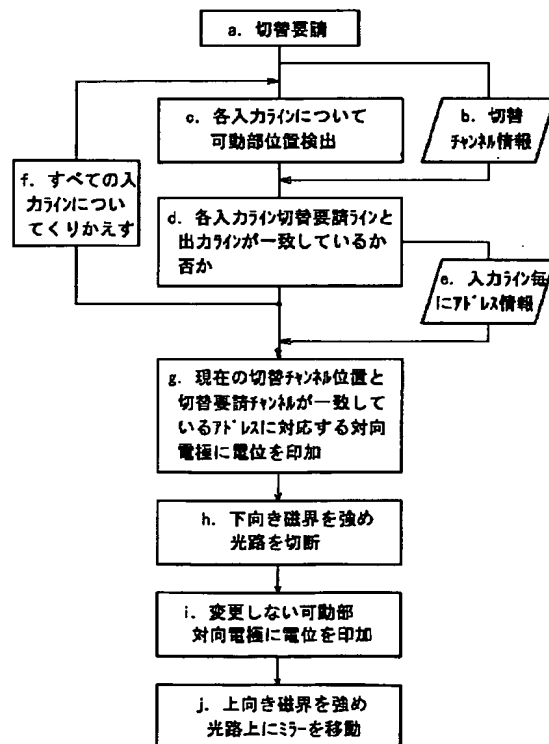 a. 切替要請
c. 各入力ラインについて
可動部位置検出
b. 切替
チャンネル情報
f. すべての入
力ラインについ
てくりかえす
d. 各入力ライン切替要請ラインと
出力ラインが一致しているか
否か
e. 入力ライン毎
にアドレス情報
g. 現在の切替チャンネル位置と
切替要請チャンネルが一致して
いるアドレスに対応する対向
電極に電位を印加
h. 下向き磁界を強め
光路を切断
i. 変更しない可動部
対向電極に電位を印加
j. 上向き磁界を強め
光路上にミラーを移動